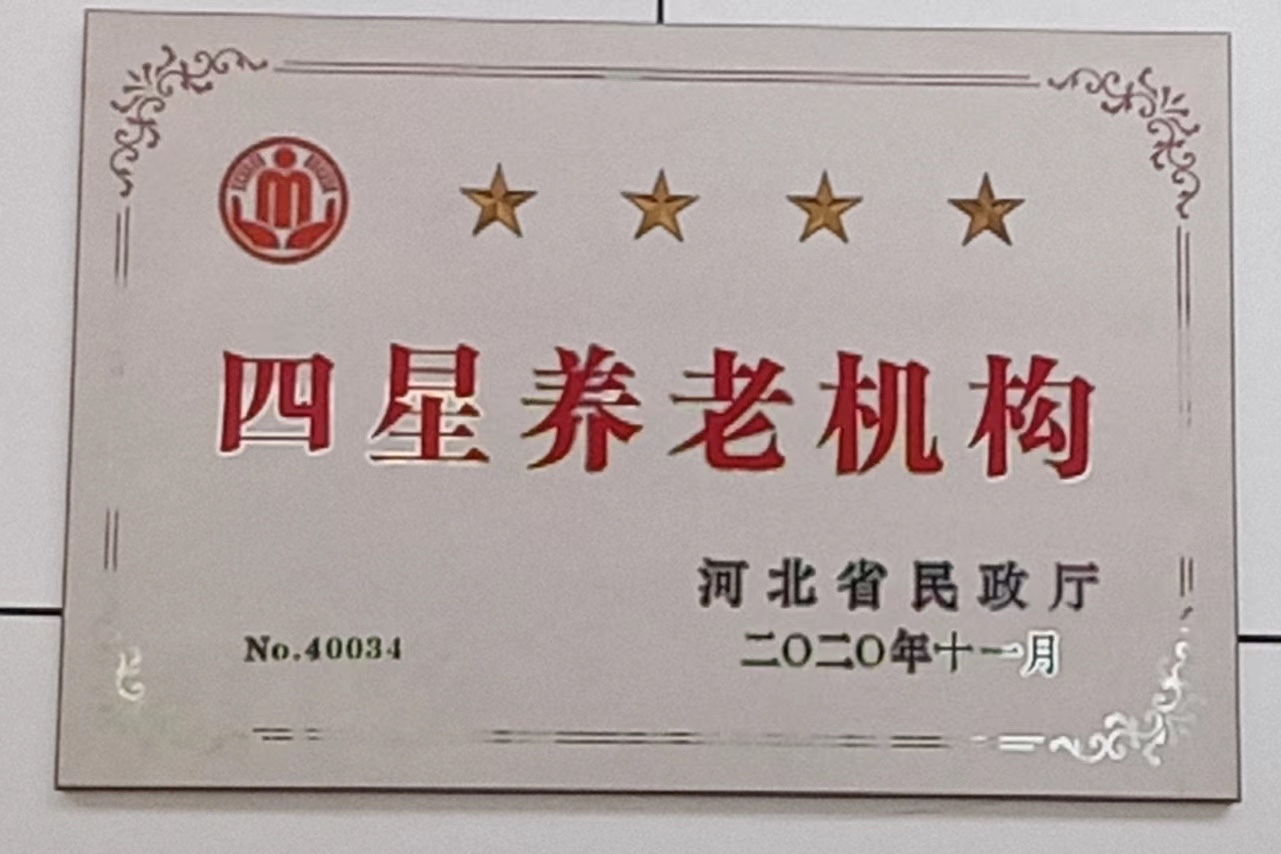 四星养老机构
河北省民政厅
No.40034
二〇二〇年十一月